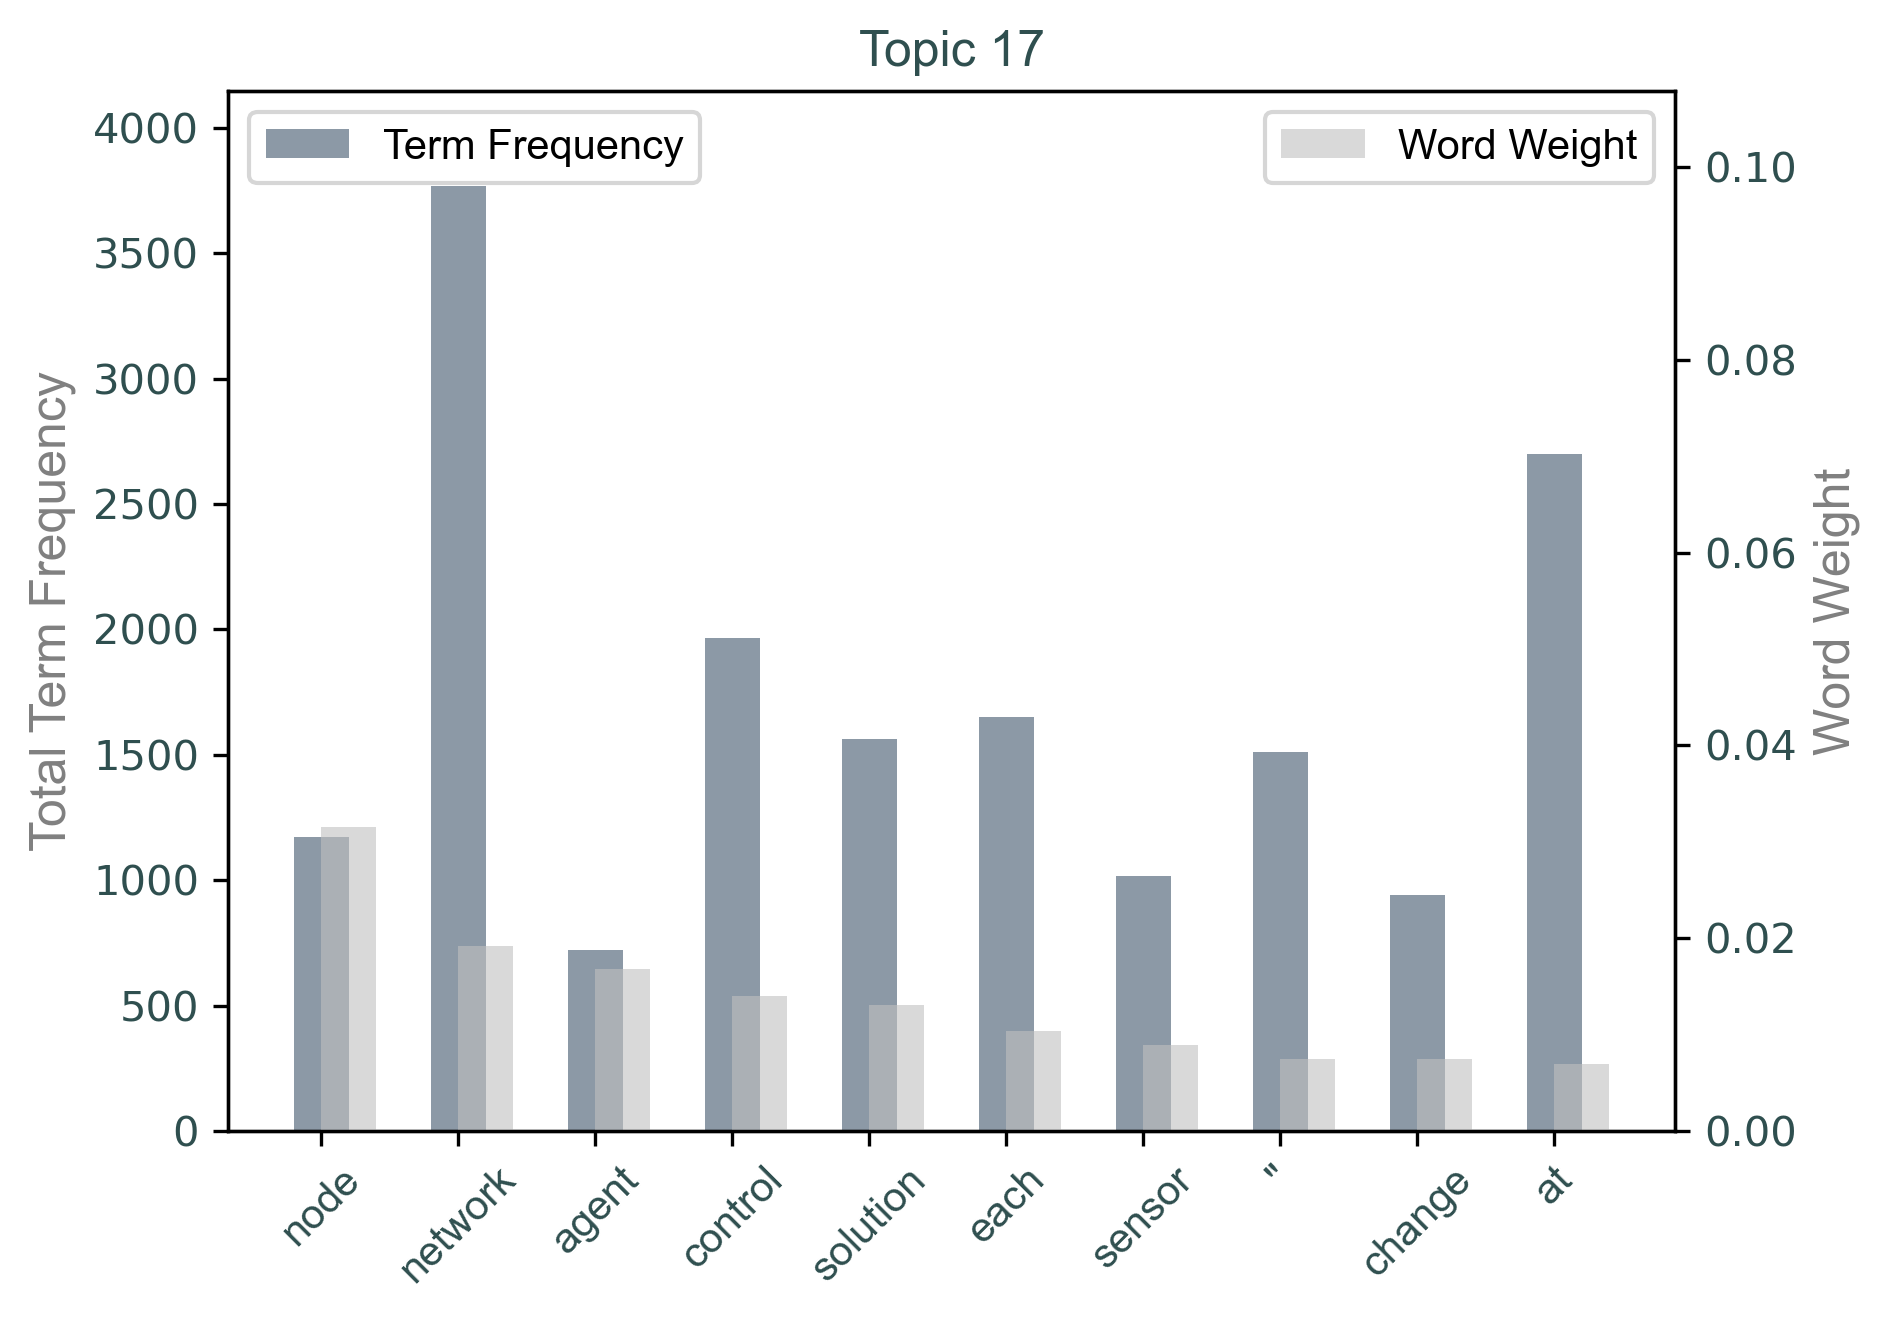 Topic 17
Term Frequency
Word Weight
Total Term Frequency
4000
3500
3000
2500
2000
1500
1000
500
0
0.10
0.08
0.06
0.04
0.02
0.00
Word Weight
node
network
agent
control
solution
each
sensor
"
change
at